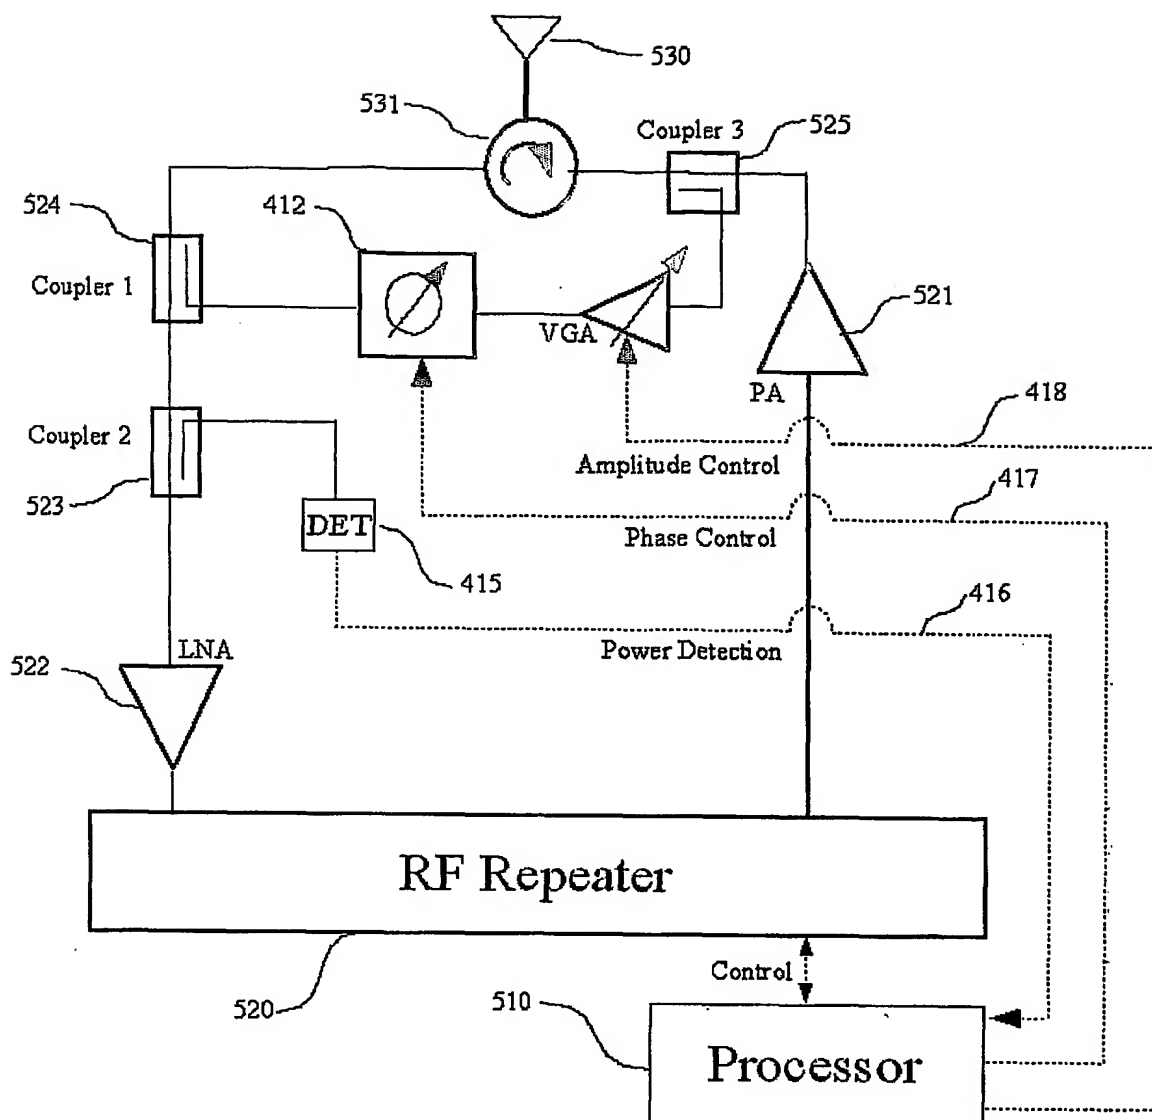 530
531
Coupler 3
525
524
412
Coupler 1
VGA
521
PA
418
Coupler 2
Amplitude Control
523
417
DET
Phase Control
415
416
LNA
Power Detection
522
RF Repeater
Control
520
510
Processor